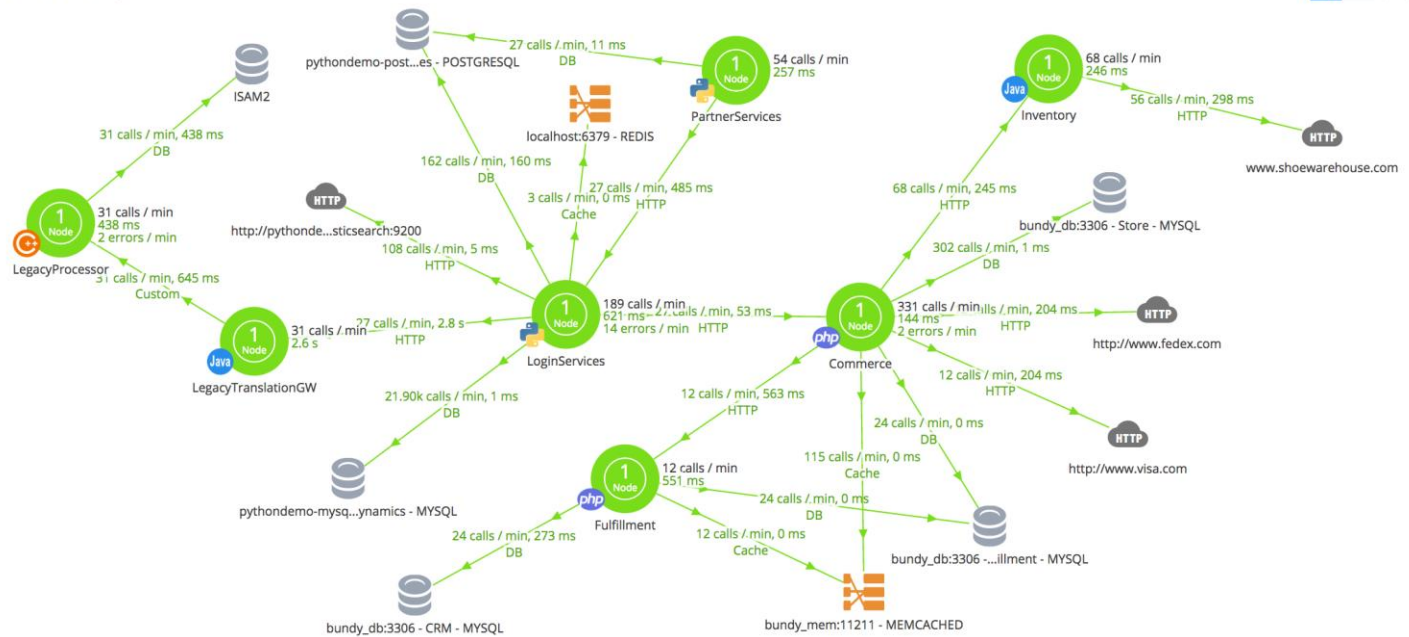 1
Node
27 calls / min, 11 ms
DB
54 calls / min
257 ms
PartnerServices
pythondemo-post...es - POSTGRESQL
ISAM2
31 calls / min, 438 ms
DB
localhost:6379 - REDIS
162 calls / min, 160 ms
DB
3 calls / min, 0 ms
Cache
27 calls / min, 485 ms
HTTP
1
Node
Java
68 calls / min
246 ms
Inventory
56 calls / min, 298 ms
HTTP
HTTP
www.shoewarehouse.com
68 calls / min, 245 ms
HTTP
bundy_db:3306 - Store - MYSQL
302 calls / min, 1 ms
DB
1
Node
31 calls / min
438 ms
2 errors / min
LegacyProcessor
31 calls / min, 645 ms
Custom
HTTP
http://pythonde...sticsearch:9200
108 calls / min, 5 ms
HTTP
1
Node
Java
31 calls / min
2.6 s
LegacyTranslationGW
27 calls / min, 2.8 s
HTTP
1
Node
189 calls / min
621 ms
14 errors / min
LoginServices
27 calls / min, 53 ms
HTTP
1
Node
php
331 calls / min
144 ms
2 errors / min
Commerce
calls / min, 204 ms
HTTP
HTTP
http://www.fedex.com
12 calls / min, 204 ms
HTTP
HTTP
http://www.visa.com
21.90k calls / min, 1 ms
DB
pythondemo-mysq...ynamics - MYSQL
12 calls / min, 563 ms
HTTP
115 calls / min, 0 ms
Cache
24 calls / min, 0 ms
DB
1
Node
php
12 calls / min
551 ms
Fulfillment
24 calls / min, 0 ms
DB
24 calls / min, 273 ms
DB
12 calls / min, 0 ms
Cache
bundy_db:3306 -...illment - MYSQL
bundy_db:3306 - CRM - MYSQL
bundy_mem:11211 - MEMCACHED